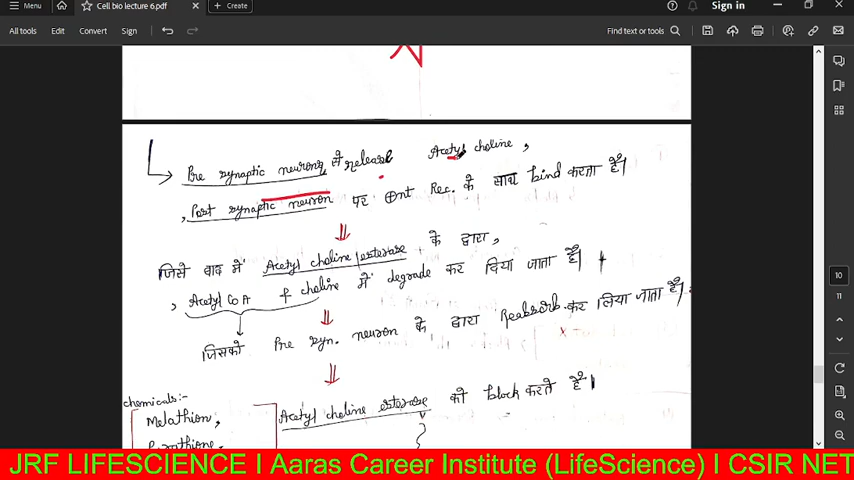 Menu
Cell bio lecture 6.pdf
Create
Sign in
All tools Edit Convert Sign
Find text or tools
Pre synaptic neurons से release Acetyl choline,
, Post synaptic neuron पर ⊕nt Rec. के साथ bind करता है।
जिसे बाद में Acetyl choline esterase के द्वारा,
, Acetyl CoA + choline में degrade कर दिया जाता है।
जिसको Pre syn. neuron के द्वारा Reabsorb कर लिया जाता है।
chemicals:-
Melathion,
Acetyl choline esterase को block करते हैं।
10
11
JRF LIFESCIENCE I Aaras Career Institute (LifeScience) I CSIR NET